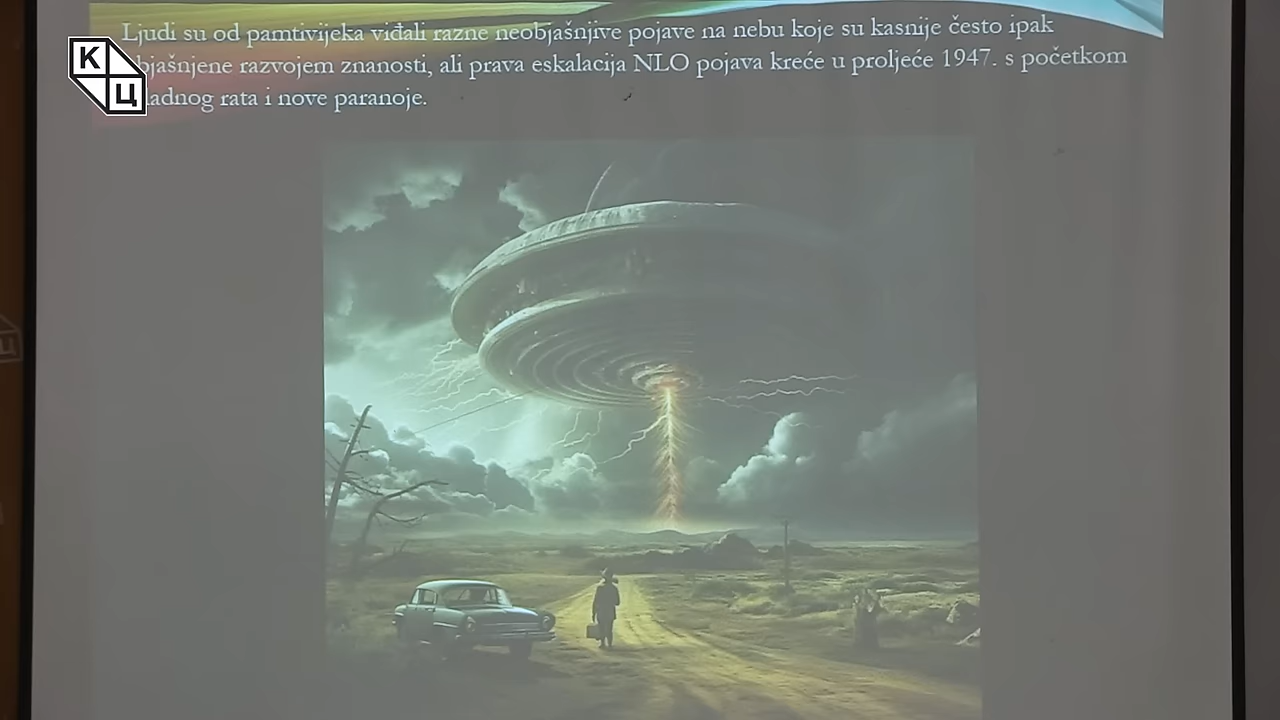 Ljudi su od pamtivijeka viđali razne neobjašnjive pojave na nebu koje su kasnije često ipak
К
bjašnjene razvojem znanosti, ali prava eskalacija NLO pojava kreće u proljeće 1947. s početkom
Ц
ladnog rata i nove paranoje.